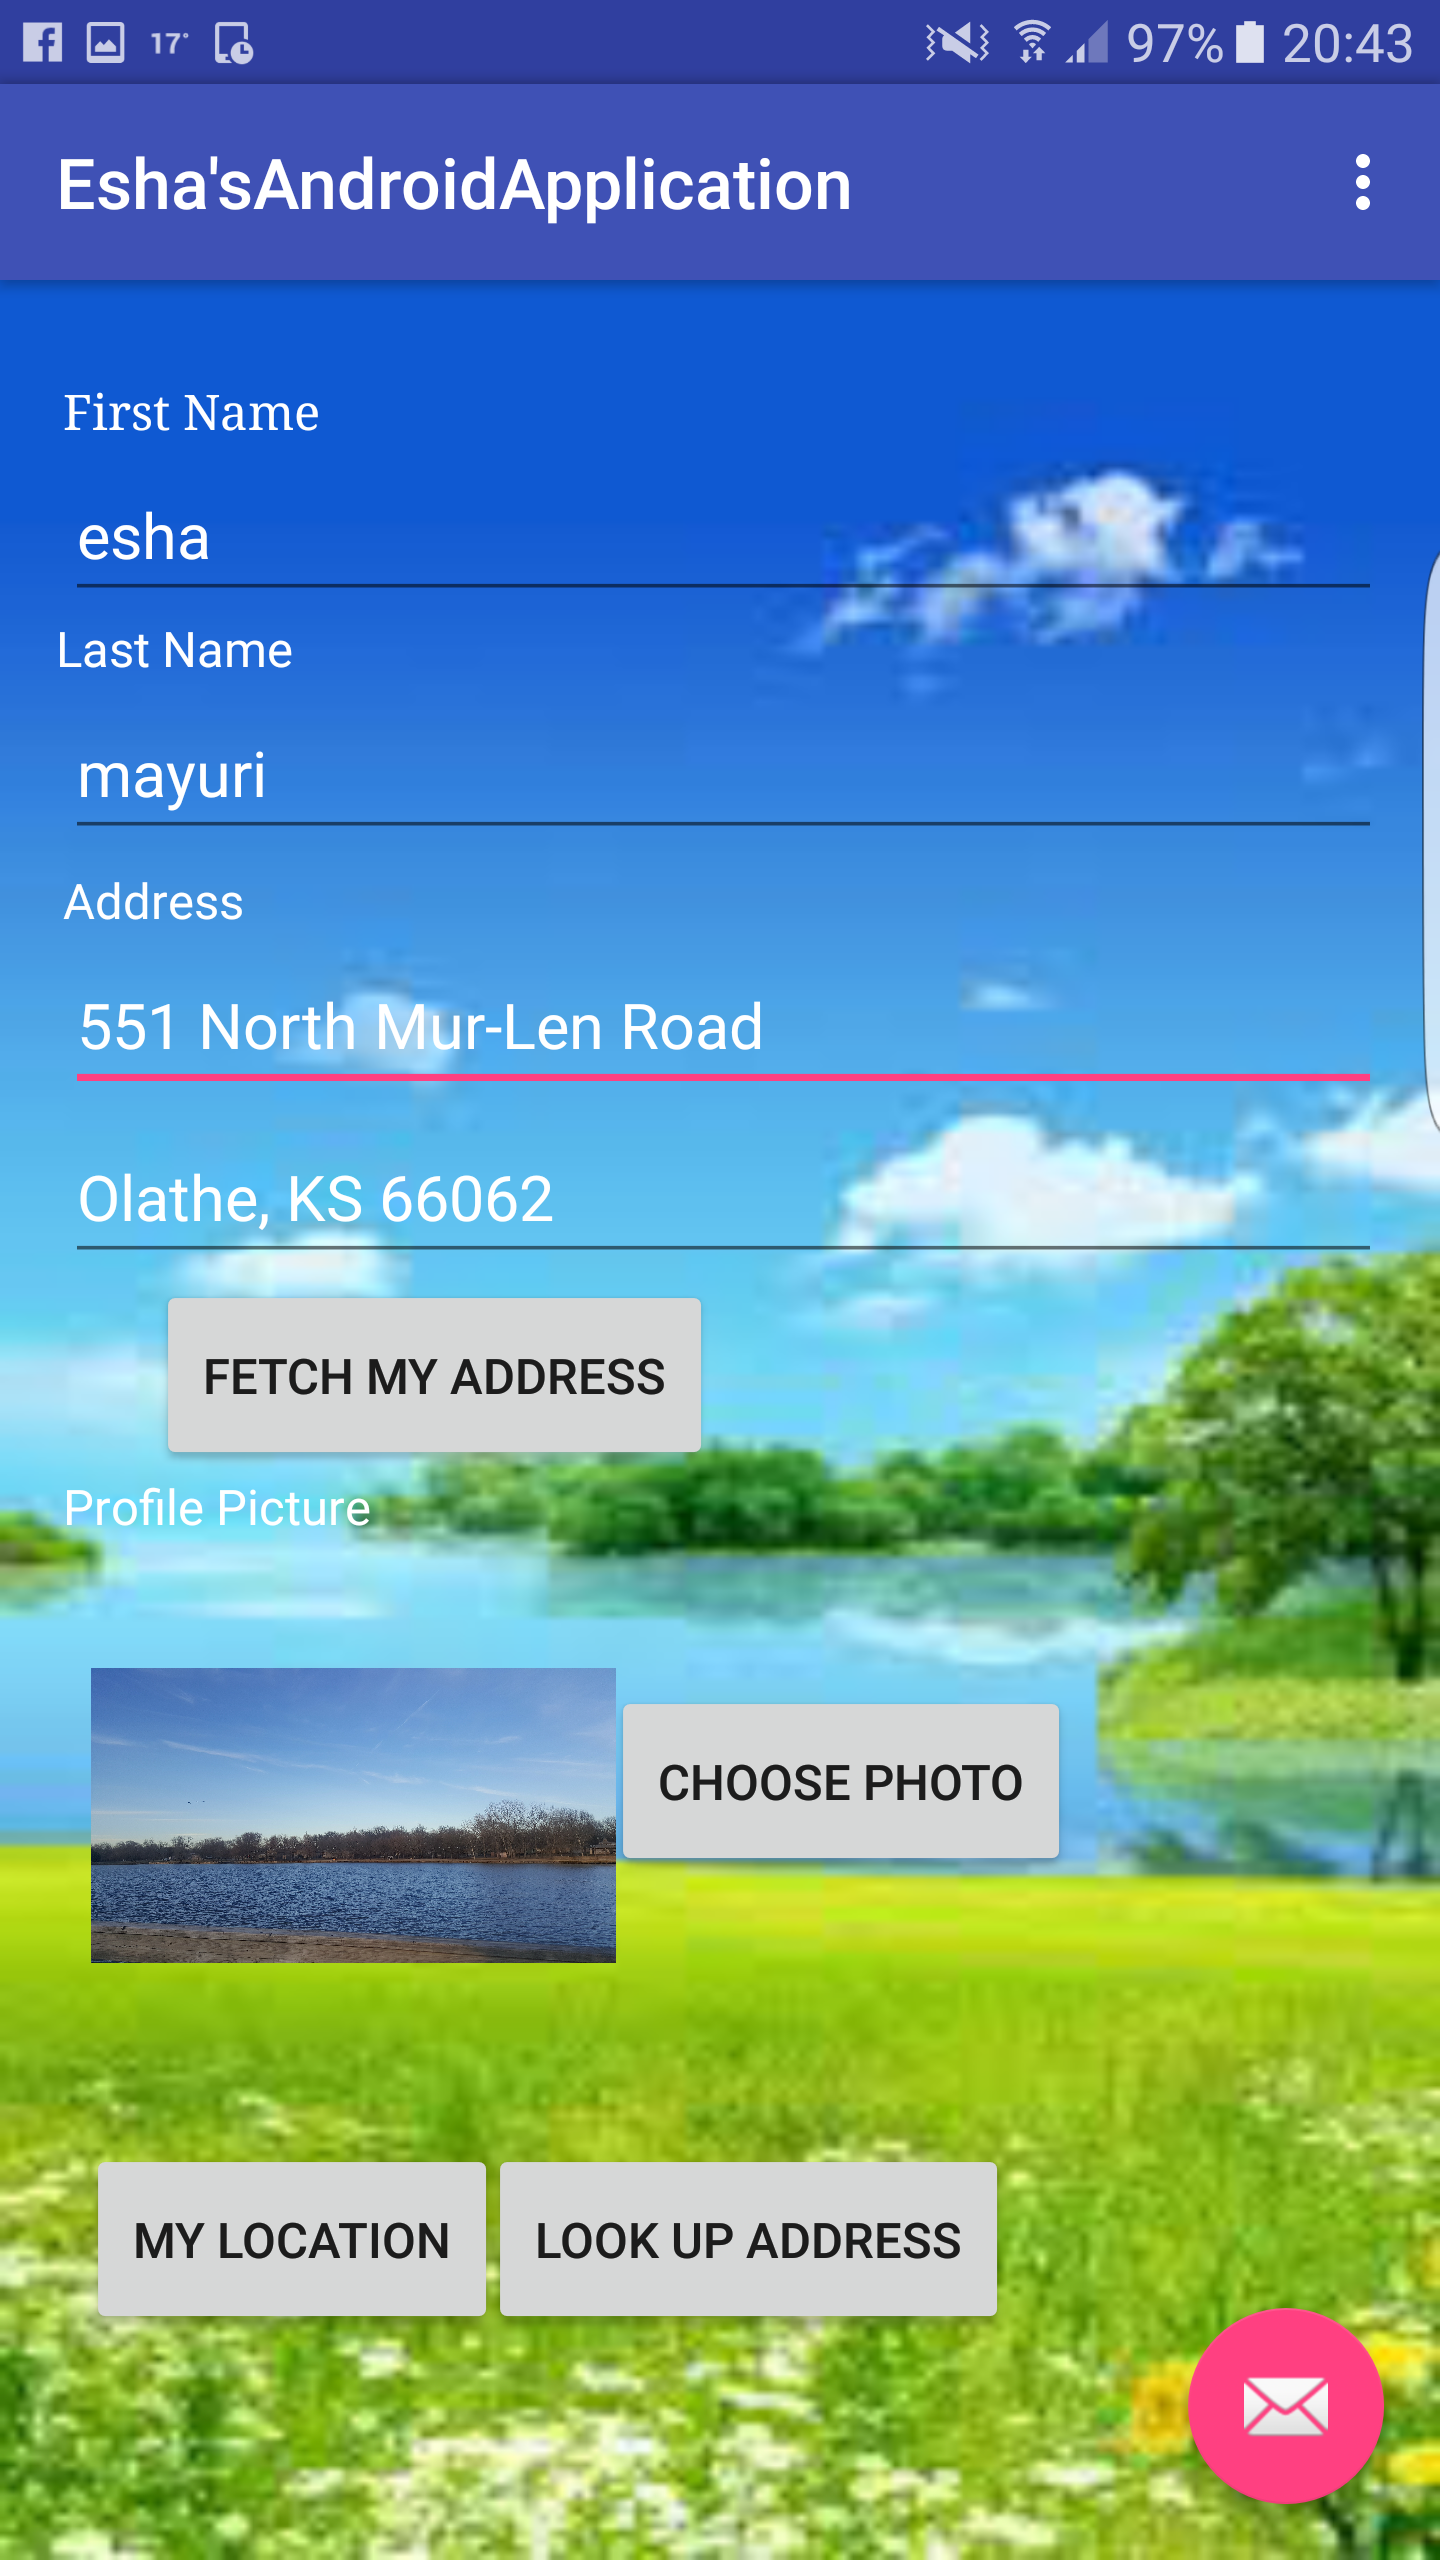 17°
97%
20:43
Esha'sAndroidApplication
First Name
esha
Last Name
mayuri
Address
551 North Mur-Len Road
Olathe, KS 66062
FETCH MY ADDRESS
Profile Picture
CHOOSE PHOTO
MY LOCATION
LOOK UP ADDRESS